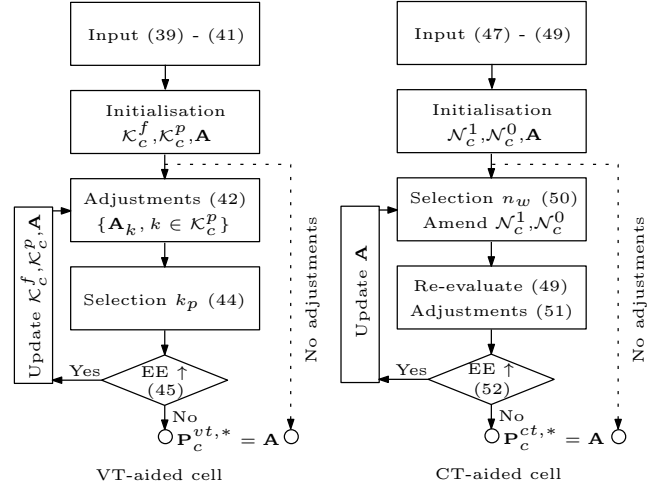 Input (39) - (41)
Initialisation
𝒦_c^f,𝒦_c^p,𝐀
Adjustments (42)
{𝐀_k, k ∈ 𝒦_c^p}
Selection k_p (44)
EE ↑
(45)
Yes
No
Update 𝒦_c^f,𝒦_c^p,𝐀
No adjustments
𝐏_c^{vt,*} = 𝐀
VT-aided cell
Input (47) - (49)
Initialisation
𝒩_c^1,𝒩_c^0,𝐀
Selection n_w (50)
Amend 𝒩_c^1,𝒩_c^0
Re-evaluate (49)
Adjustments (51)
EE ↑
(52)
Yes
No
Update 𝐀
No adjustments
𝐏_c^{ct,*} = 𝐀
CT-aided cell